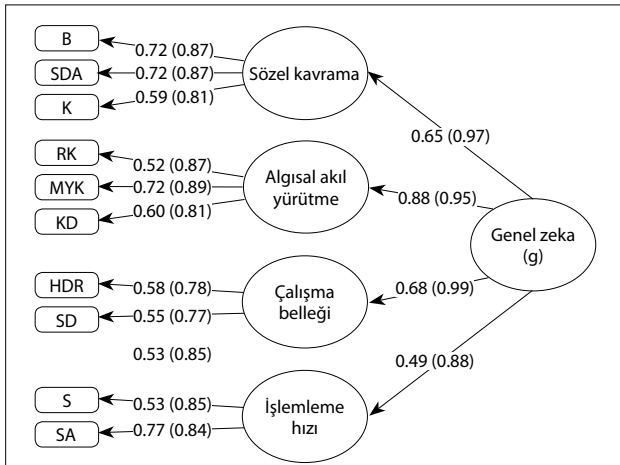 B
0.72 (0.87)
SDA
0.72 (0.87)
K
0.59 (0.81)
Sözel kavrama
0.65 (0.97)
RK
0.52 (0.87)
MYK
0.72 (0.89)
KD
0.60 (0.81)
Algısal akıl
yürütme
0.88 (0.95)
Genel zeka
(g)
HDR
0.58 (0.78)
SD
0.55 (0.77)
0.53 (0.85)
Çalışma
belleği
0.68 (0.99)
S
0.53 (0.85)
SA
0.77 (0.84)
İşlemleme
hızı
0.49 (0.88)